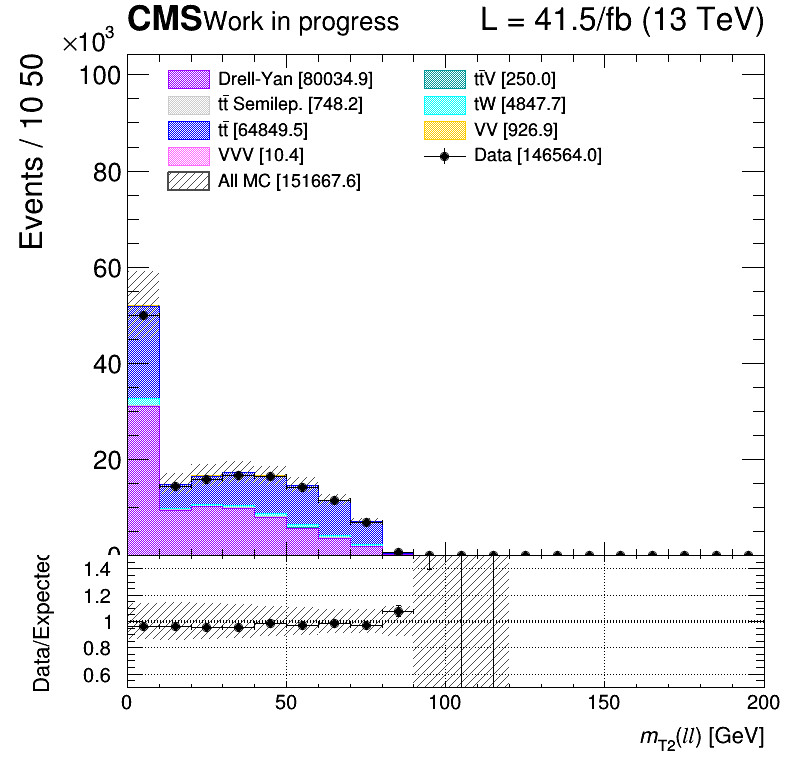 CMS Work in progress L = 41.5/fb (13 TeV)
×10³
Events / 10 50
100
80
60
40
20
0
Drell-Yan [80034.9]
tt̄ Semilep. [748.2]
tt̄ [64849.5]
VVV [10.4]
All MC [151667.6]
tt̄V [250.0]
tW [4847.7]
VV [926.9]
Data [146564.0]
Data/Expected
1.4
1.2
1
0.8
0.6
0 50 100 150 200
m_T2(ll) [GeV]